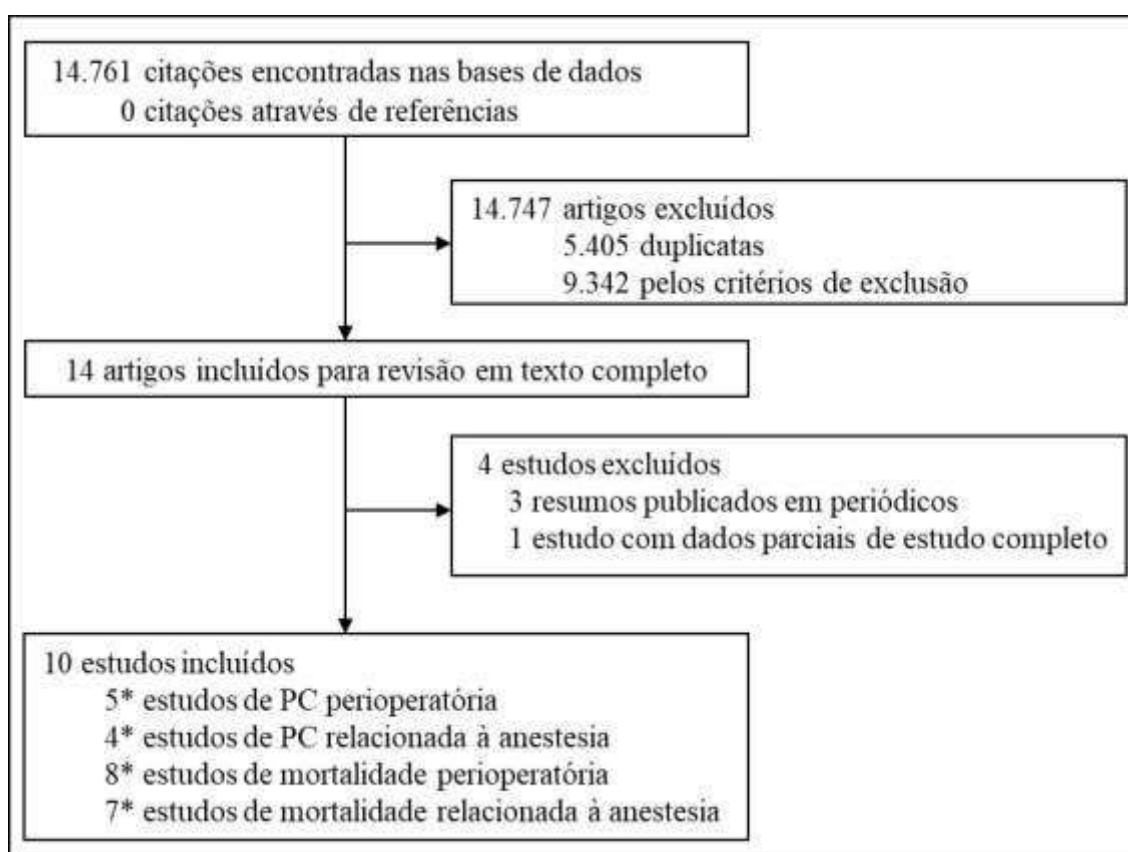 14.761 citações encontradas nas bases de dados
0 citações através de referências
14.747 artigos excluídos
5.405 duplicatas
9.342 pelos critérios de exclusão
14 artigos incluídos para revisão em texto completo
4 estudos excluídos
3 resumos publicados em periódicos
1 estudo com dados parciais de estudo completo
10 estudos incluídos
5* estudos de PC perioperatória
4* estudos de PC relacionada à anestesia
8* estudos de mortalidade perioperatória
7* estudos de mortalidade relacionada à anestesia